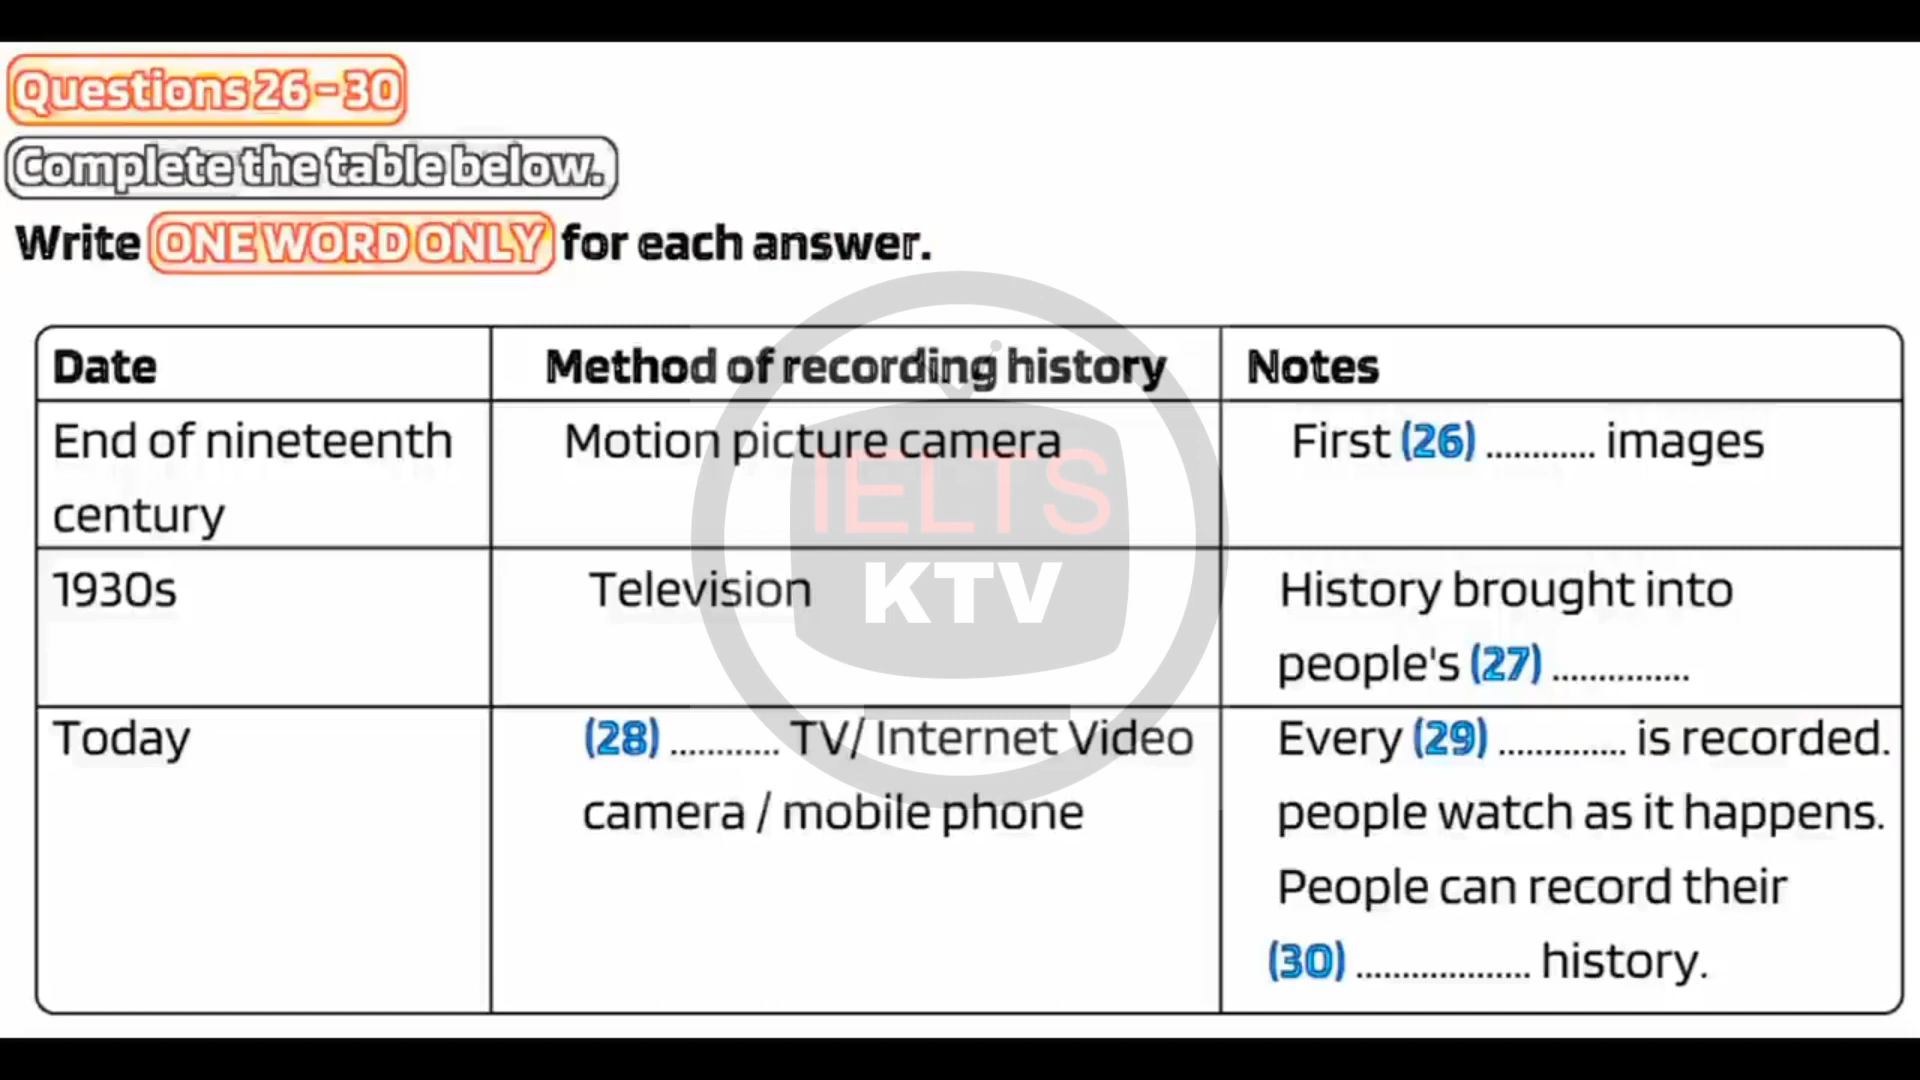 Questions 26 - 30
Complete the table below.
Write ONE WORD ONLY for each answer.
Date Method of recording history Notes
End of nineteenth century Motion picture camera First (26) ............ images
1930s Television History brought into people's (27) ...............
Today (28) ............ TV/ Internet Video camera / mobile phone Every (29) .............. is recorded. people watch as it happens. People can record their (30) ................... history.
IELTS
KTV